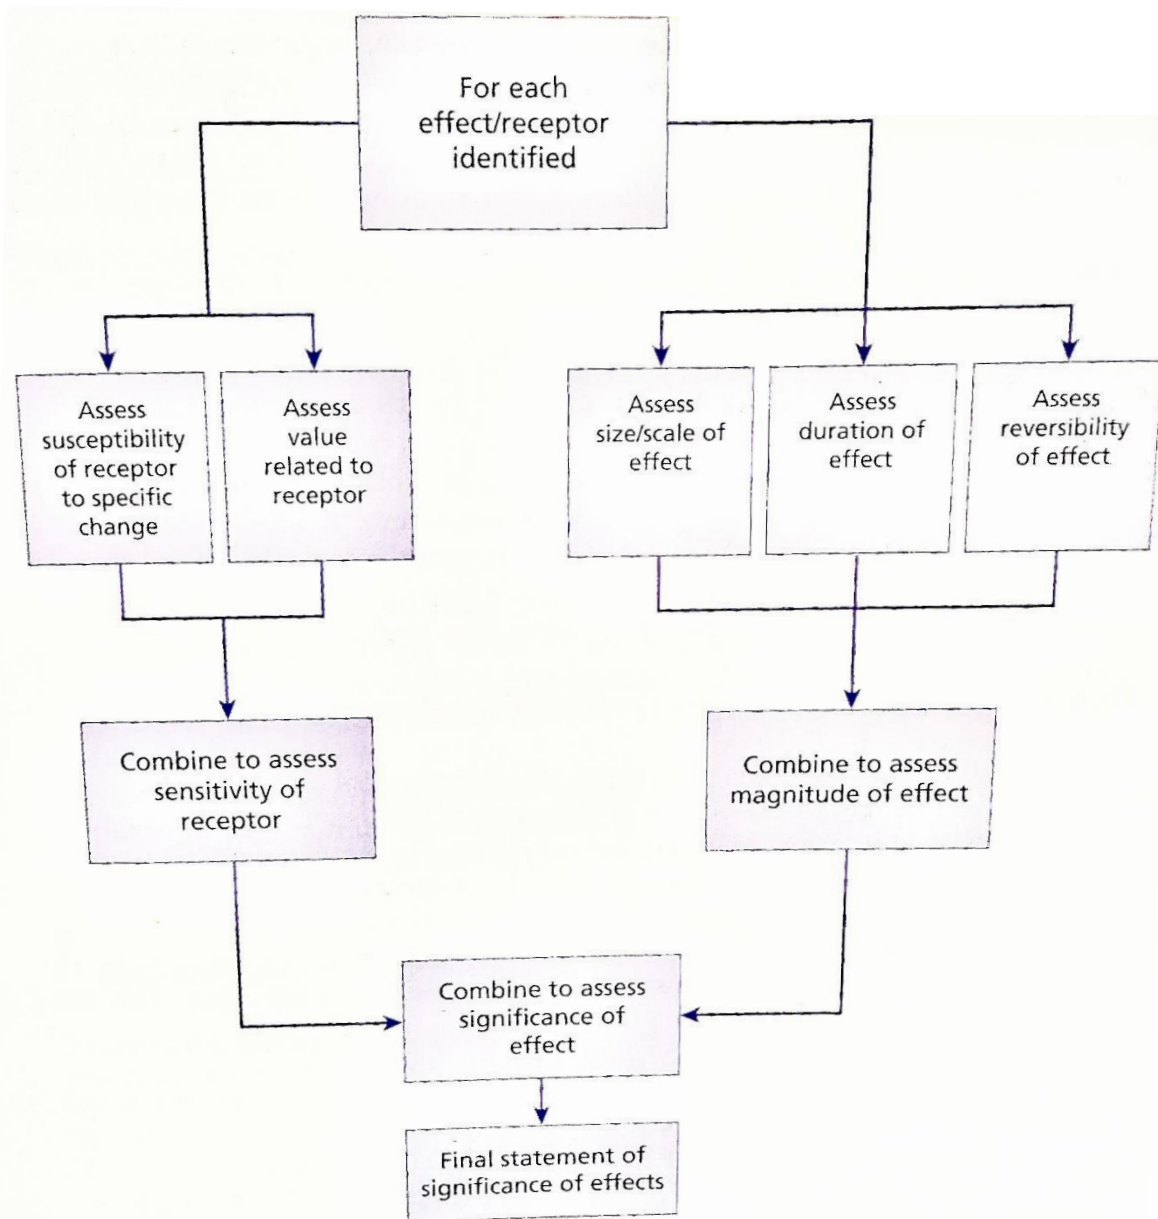 For each
effect/receptor
identified
Assess
susceptibility
of receptor
to specific
change
Assess
value
related to
receptor
Assess
size/scale of
effect
Assess
duration of
effect
Assess
reversibility
of effect
Combine to assess
sensitivity of
receptor
Combine to assess
magnitude of effect
Combine to assess
significance of
effect
Final statement of
significance of effects